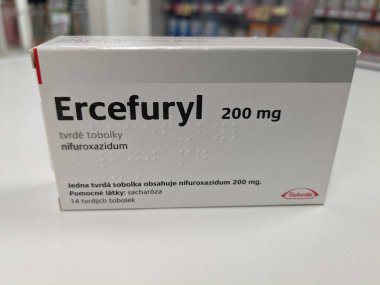 Ercefuryl 200 mg
tvrdé tobolky
nifuroxazidum
Jedna tvrdá tobolka obsahuje nifuroxazidum 200 mg.
Pomocné látky: sacharóza
14 tvrdých tobolek
Takeda